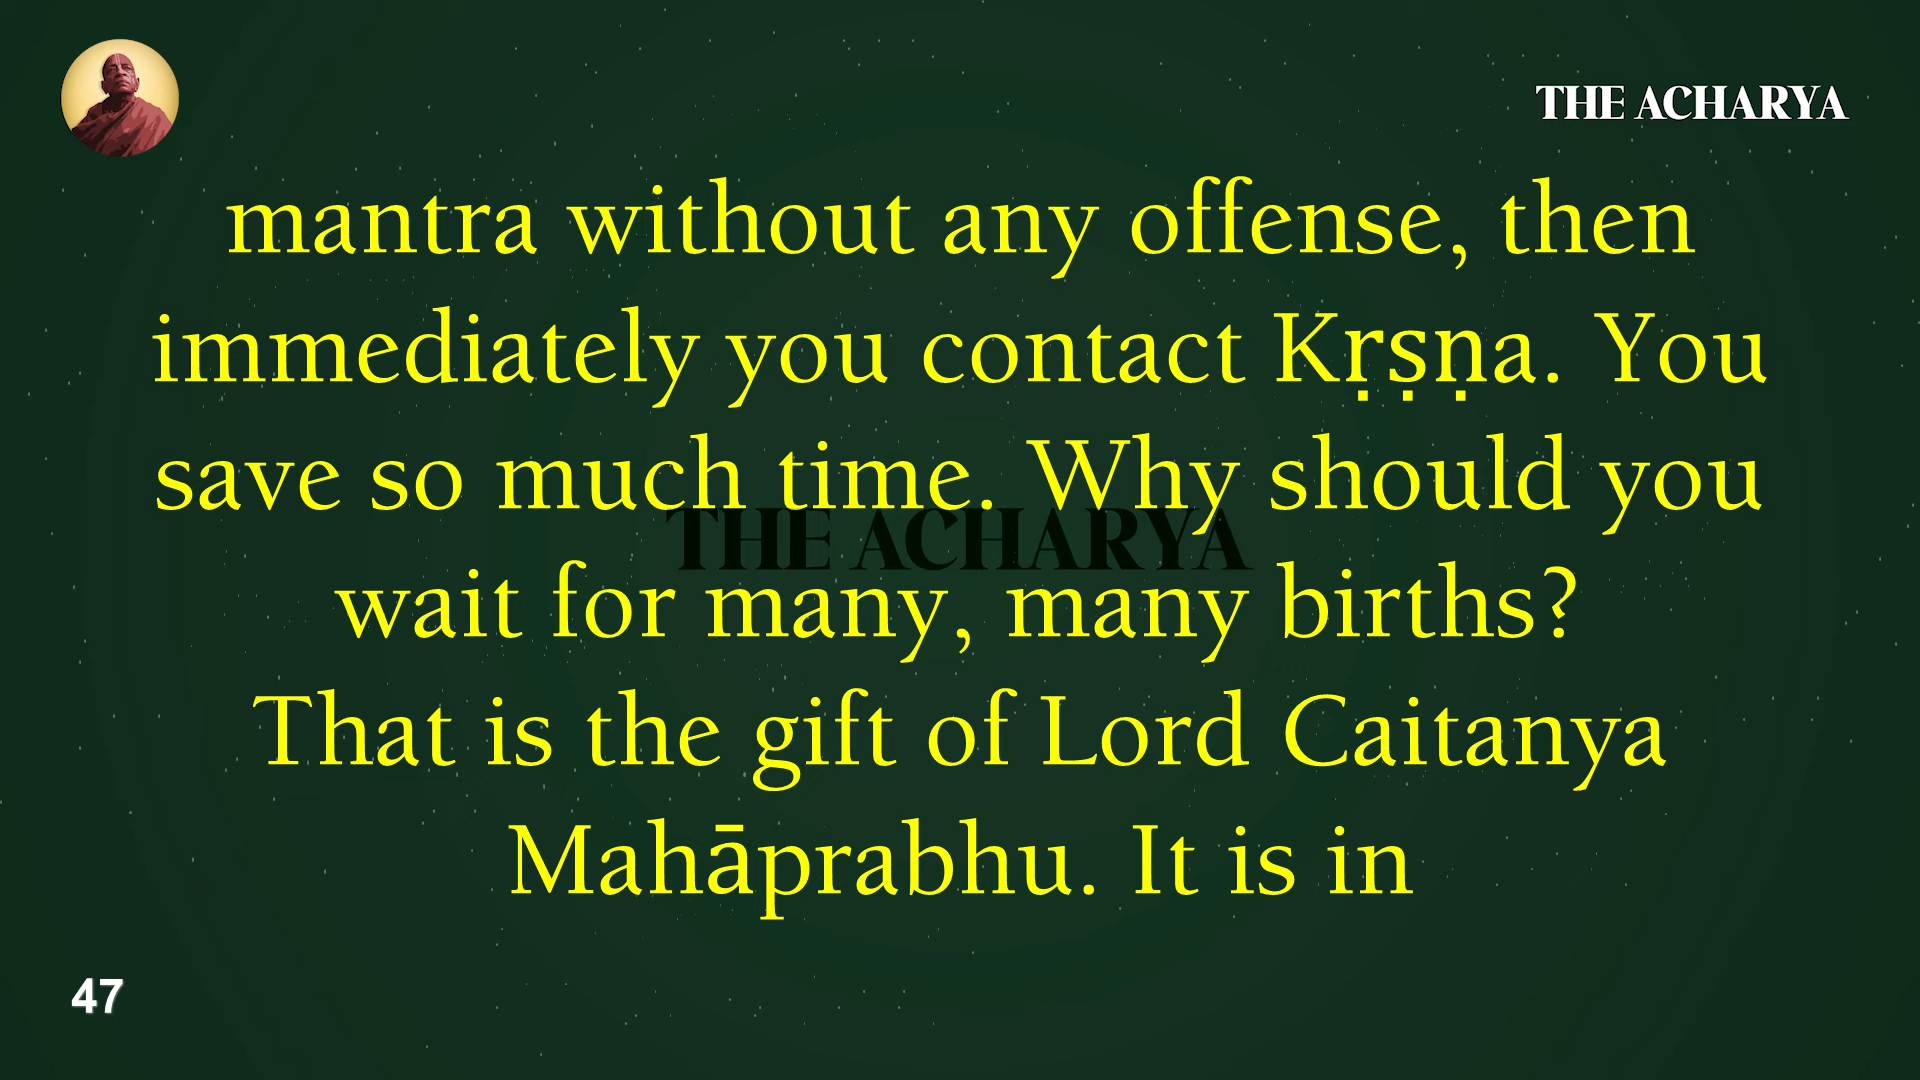 THE ACHARYA
mantra without any offense, then
immediately you contact Kṛṣṇa. You
save so much time. Why should you
THE ACHARYA
wait for many, many births?
That is the gift of Lord Caitanya
Mahāprabhu. It is in
47